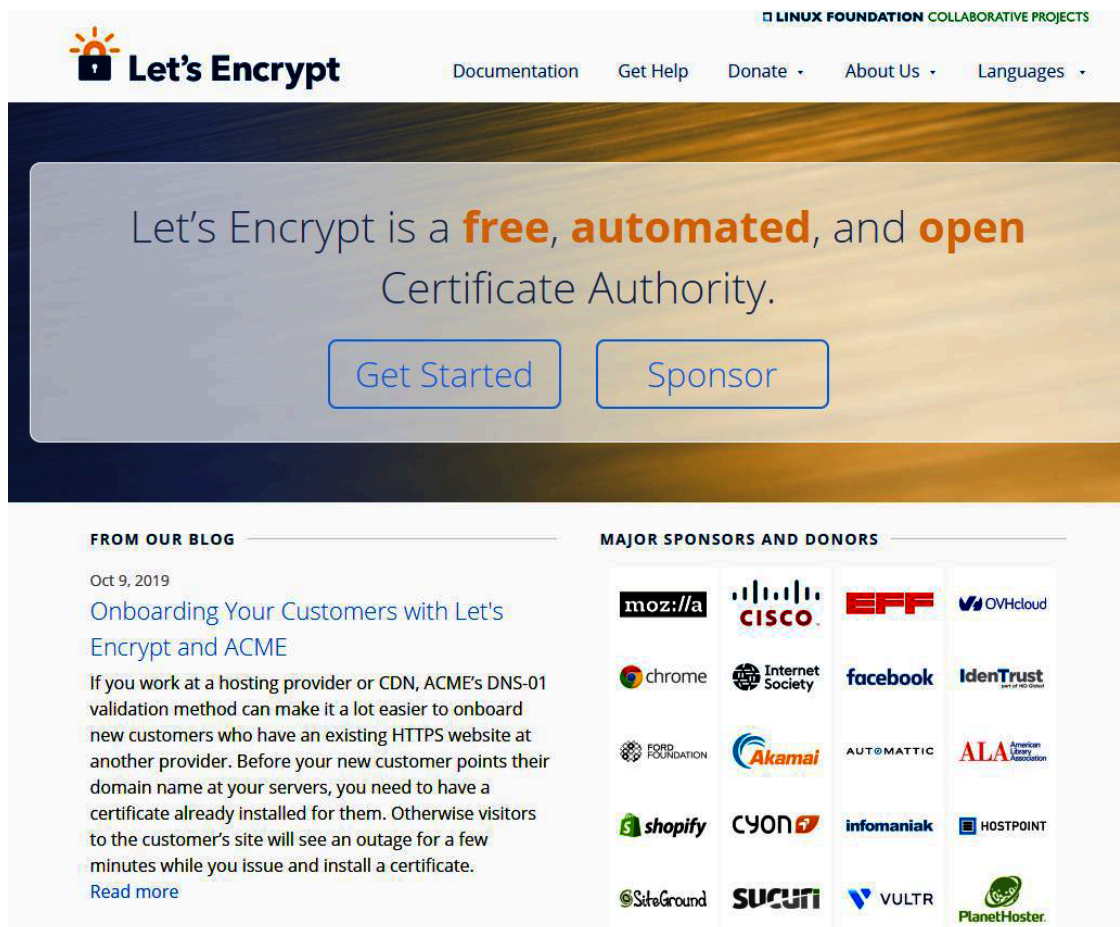 LINUX FOUNDATION COLLABORATIVE PROJECTS
Let's Encrypt
Documentation Get Help Donate About Us Languages
Let's Encrypt is a free, automated, and open
Certificate Authority.
Get Started Sponsor
FROM OUR BLOG
Oct 9, 2019
Onboarding Your Customers with Let's
Encrypt and ACME
If you work at a hosting provider or CDN, ACME's DNS-01
validation method can make it a lot easier to onboard
new customers who have an existing HTTPS website at
another provider. Before your new customer points their
domain name at your servers, you need to have a
certificate already installed for them. Otherwise visitors
to the customer's site will see an outage for a few
minutes while you issue and install a certificate.
Read more
MAJOR SPONSORS AND DONORS
moz://a CISCO EFF OVHcloud
chrome Internet Society facebook IdenTrust part of HID Global
FORD FOUNDATION Akamai AUTOMATTIC ALA American Library Association
shopify cyon infomaniak HOSTPOINT
SiteGround SUCURI VULTR PlanetHoster.